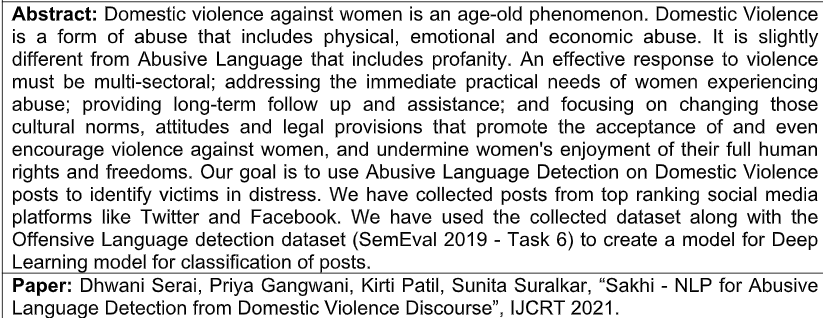 Abstract: Domestic violence against women is an age-old phenomenon. Domestic Violence
is a form of abuse that includes physical, emotional and economic abuse. It is slightly
different from Abusive Language that includes profanity. An effective response to violence
must be multi-sectoral; addressing the immediate practical needs of women experiencing
abuse; providing long-term follow up and assistance; and focusing on changing those
cultural norms, attitudes and legal provisions that promote the acceptance of and even
encourage violence against women, and undermine women's enjoyment of their full human
rights and freedoms. Our goal is to use Abusive Language Detection on Domestic Violence
posts to identify victims in distress. We have collected posts from top ranking social media
platforms like Twitter and Facebook. We have used the collected dataset along with the
Offensive Language detection dataset (SemEval 2019 - Task 6) to create a model for Deep
Learning model for classification of posts.
Paper: Dhwani Serai, Priya Gangwani, Kirti Patil, Sunita Suralkar, “Sakhi - NLP for Abusive
Language Detection from Domestic Violence Discourse”, IJCRT 2021.